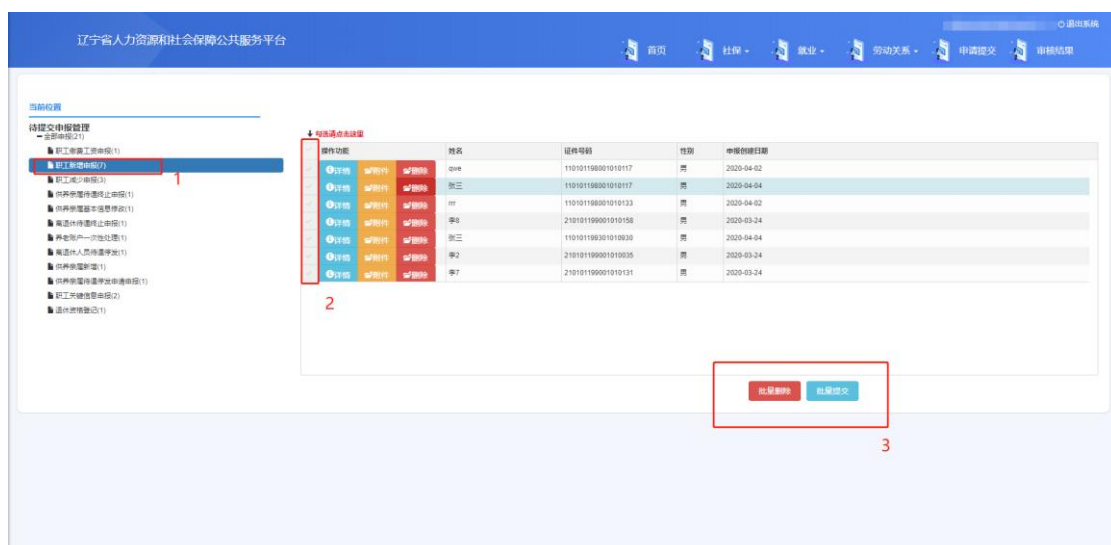 退出系统
辽宁省人力资源和社会保障公共服务平台
首页 社保 就业 劳动关系 申请提交 审核结果
当前位置
待提交申报管理
全部申报(21)
勾选请点击这里
职工缴费工资申报(1)
操作功能 姓名 证件号码 性别 申报创建日期
职工新增申报(7)
1
详情 附件 删除 qwe 110101198001010117 男 2020-04-02
职工减少申报(3)
详情 附件 删除 张三 110101198001010117 男 2020-04-04
供养亲属待遇终止申报(1)
详情 附件 删除 rrr 110101198001010133 男 2020-04-02
供养亲属基本信息修改(1)
离退休待遇终止申报(1)
详情 附件 删除 李8 210101199001010158 男 2020-03-24
养老账户一次性处理(1)
详情 附件 删除 张三 110101199301010930 男 2020-04-04
离退休人员待遇停发(1)
详情 附件 删除 李2 210101199001010035 男 2020-03-24
供养亲属新增(1)
详情 附件 删除 李7 210101199001010131 男 2020-03-24
供养亲属待遇停发申请申报(1)
职工关键信息申报(2)
退休资格登记(1)
2
批量删除 批量提交
3